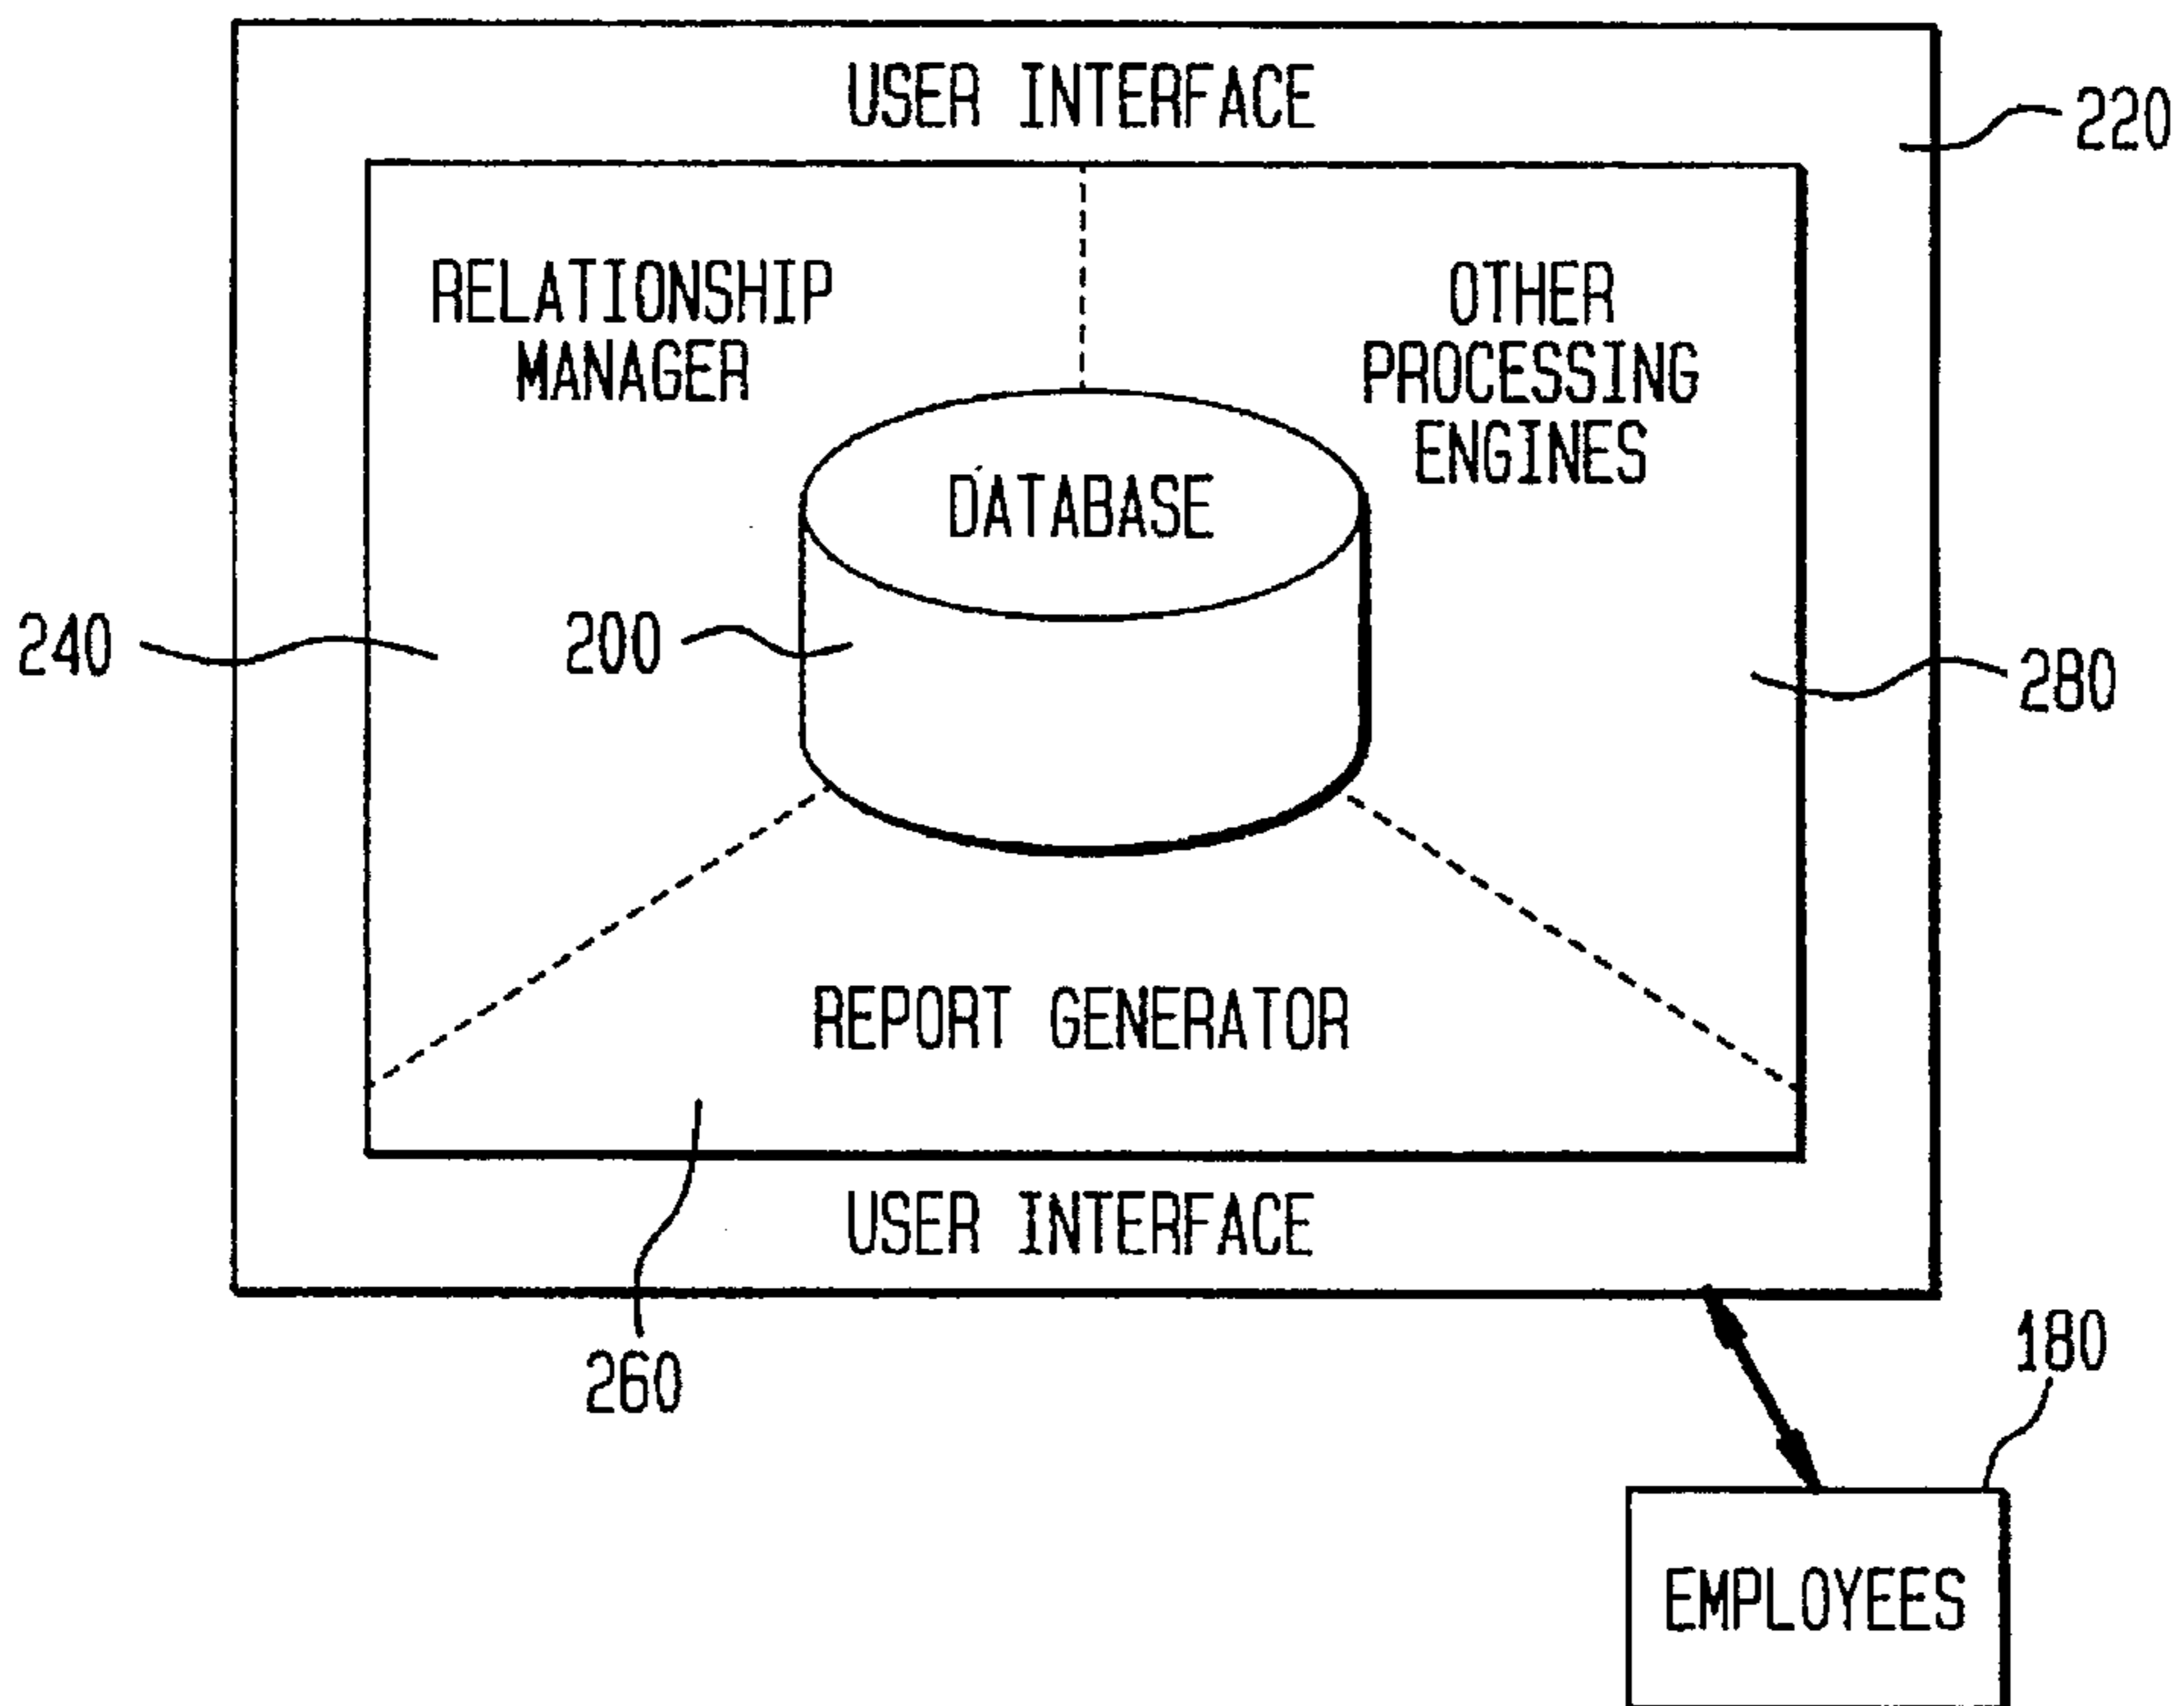 USER INTERFACE
220
RELATIONSHIP
MANAGER
OTHER
PROCESSING
ENGINES
DATABASE
240
200
280
REPORT GENERATOR
USER INTERFACE
260
180
EMPLOYEES